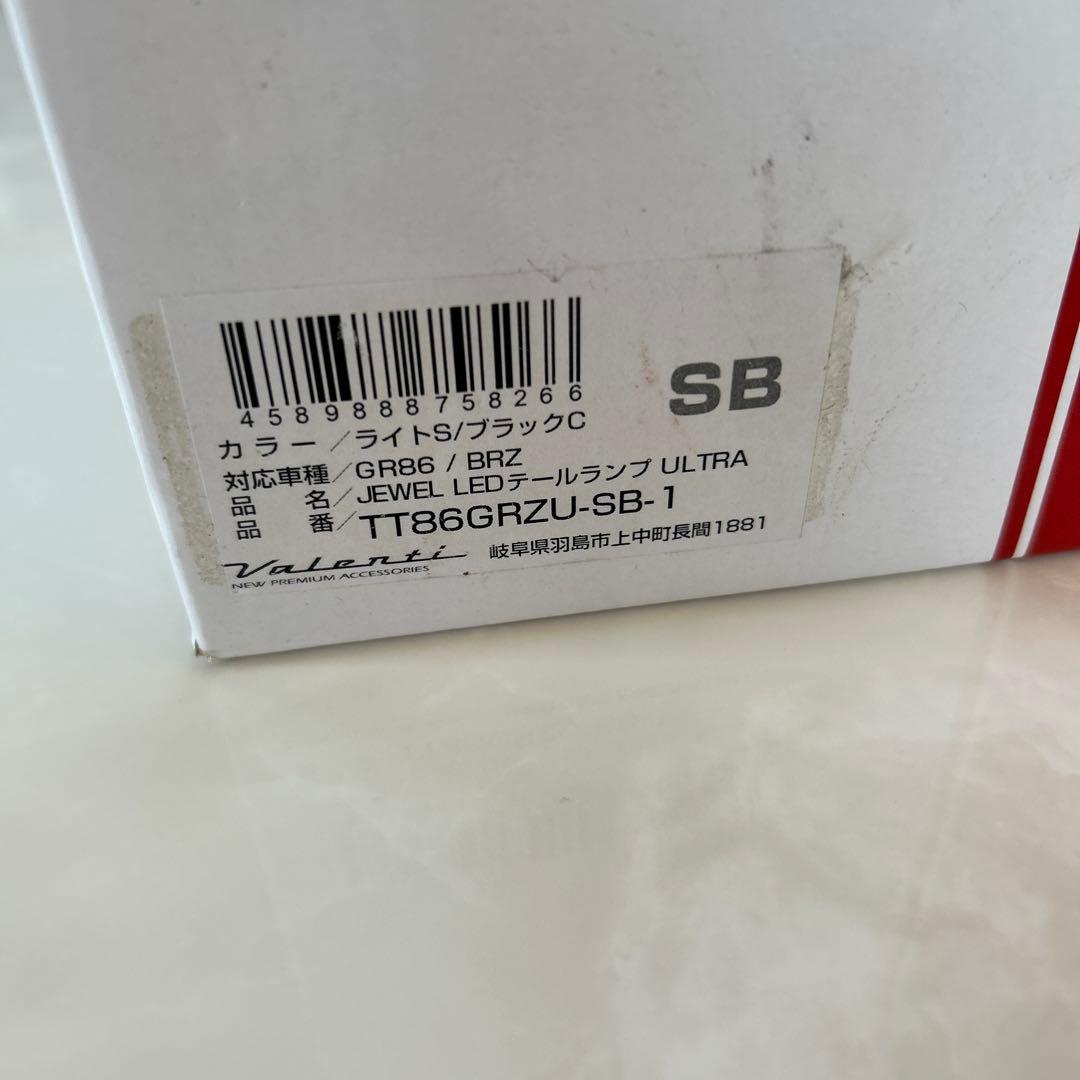 SB
4589888758266
カラー/ライトS/ブラックC
対応車種/GR86 / BRZ
品 名/JEWEL LEDテールランプ ULTRA
品 番/TT86GRZU-SB-1
Valenti
NEW PREMIUM ACCESSORIES
岐阜県羽島市上中町長間1881